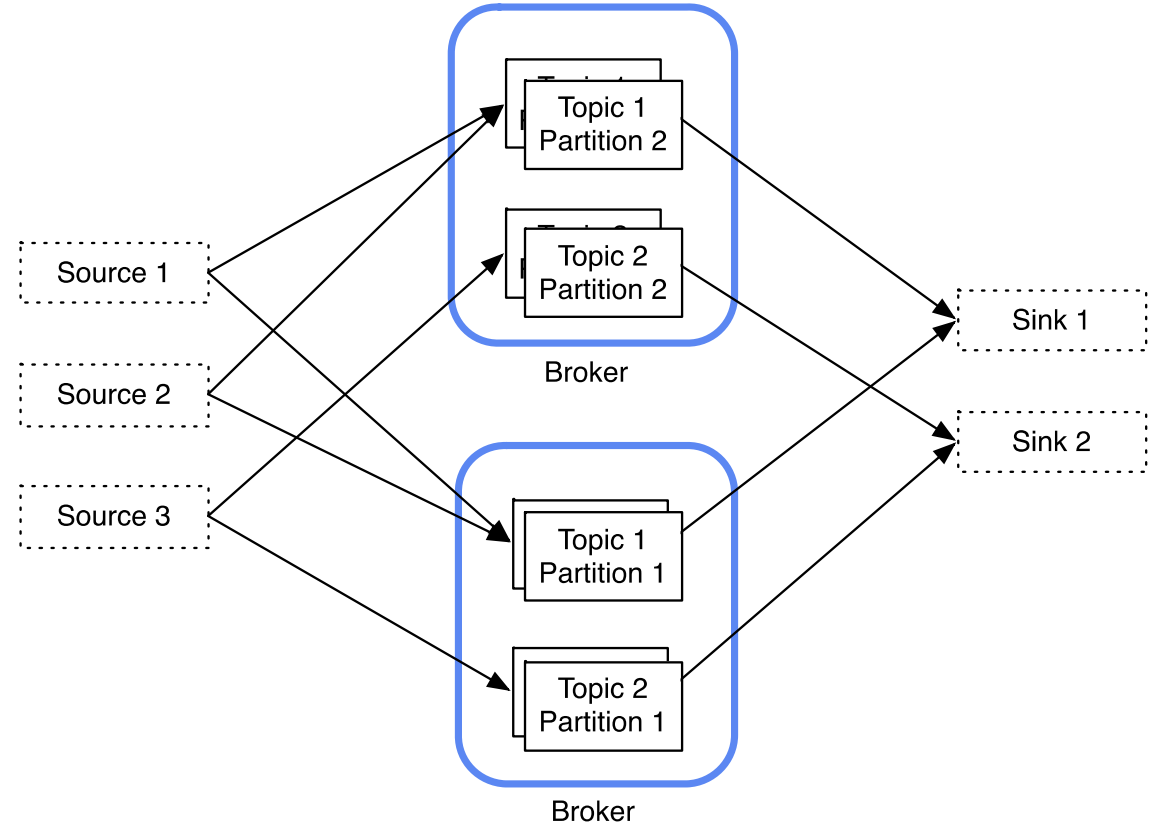 Topic 1
Partition 2
Topic 2
Partition 2
Broker
Source 1
Source 2
Source 3
Sink 1
Sink 2
Topic 1
Partition 1
Topic 2
Partition 1
Broker